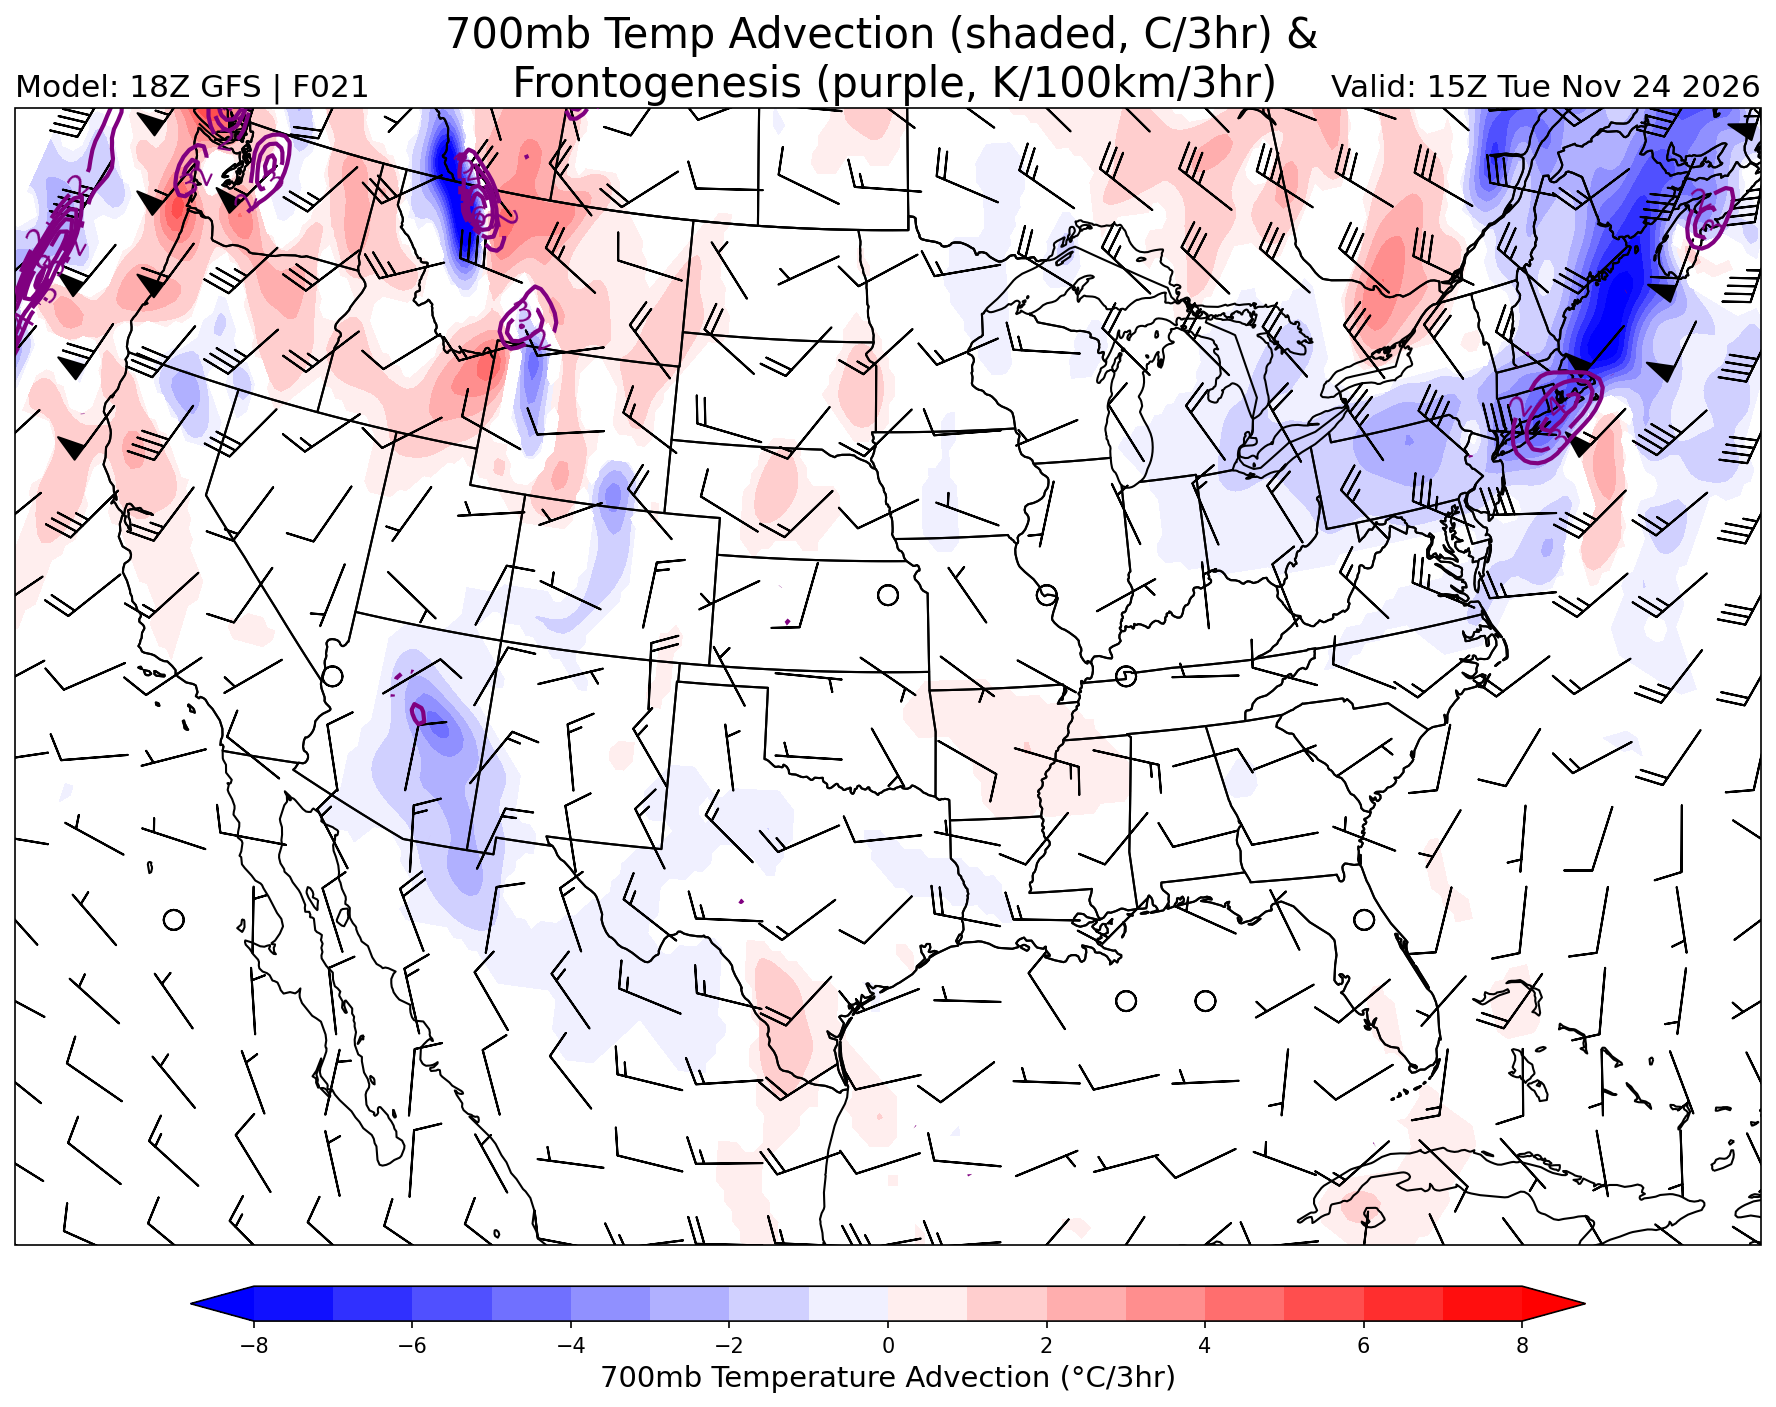 700mb Temp Advection (shaded, C/3hr) &
Model: 18Z GFS | F021
Frontogenesis (purple, K/100km/3hr)
Valid: 15Z Tue Nov 24 2026
−8
−6
−4
−2
0
2
4
6
8
700mb Temperature Advection (°C/3hr)